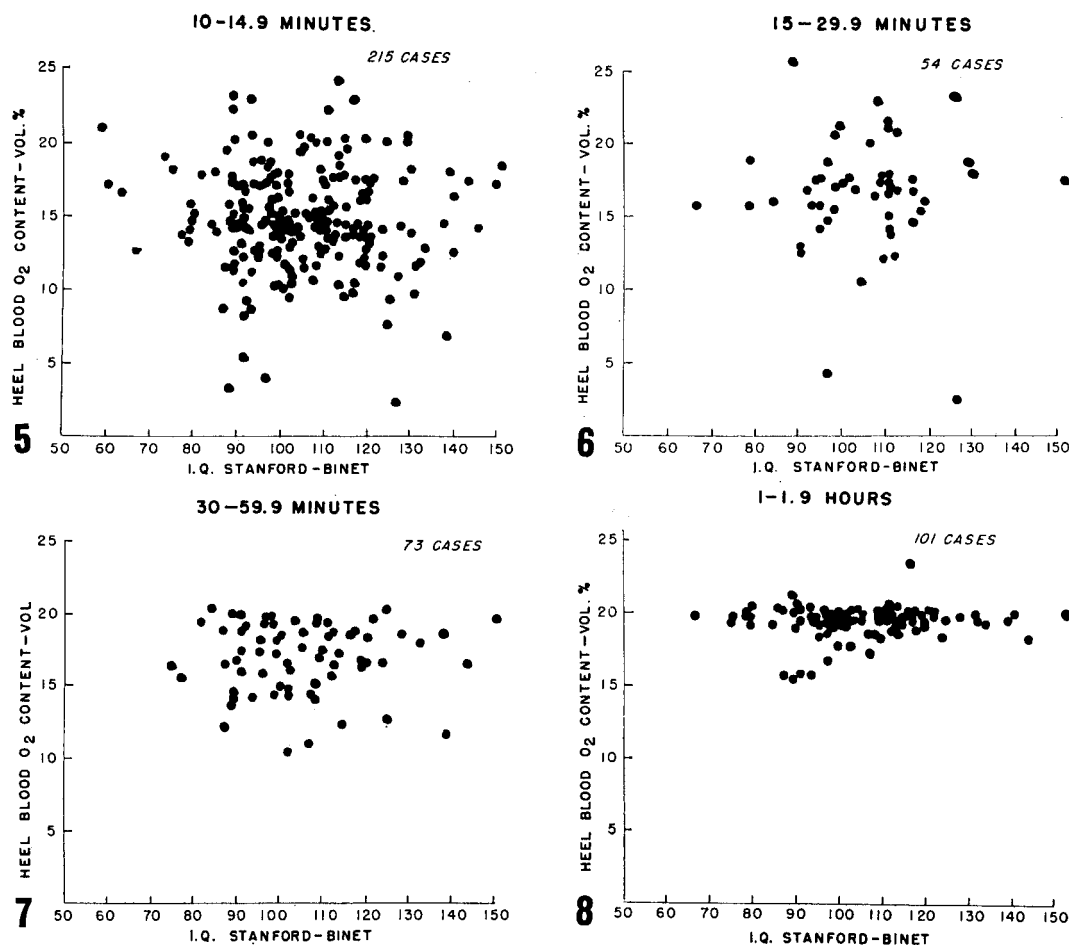 10-14.9 MINUTES
215 CASES
HEEL BLOOD O2 CONTENT-VOL.%
25
20
15
10
5
50 60 70 80 90 100 110 120 130 140 150
I.Q. STANFORD-BINET
5
15-29.9 MINUTES
54 CASES
HEEL BLOOD O2 CONTENT-VOL.%
25
20
15
10
5
50 60 70 80 90 100 110 120 130 140 150
I.Q. STANFORD-BINET
6
30-59.9 MINUTES
73 CASES
HEEL BLOOD O2 CONTENT-VOL
25
20
15
10
5
50 60 70 80 90 100 110 120 130 140 150
I.Q. STANFORD-BINET
7
1-1.9 HOURS
101 CASES
HEEL BLOOD O2 CONTENT-VOL.%
25
20
15
10
5
50 60 70 80 90 100 110 120 130 140 150
I.Q. STANFORD-BINET
8